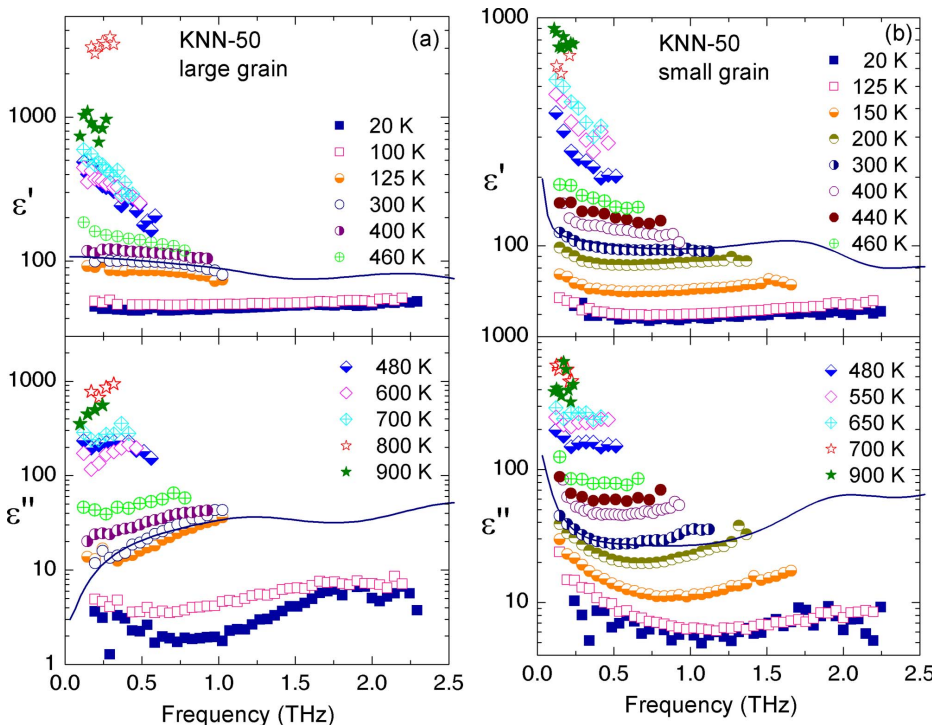 KNN-50
large grain
(a)
1000
100
ε'
20 K
100 K
125 K
300 K
400 K
460 K
1000
100
10
1
ε''
480 K
600 K
700 K
800 K
900 K
0.0 0.5 1.0 1.5 2.0 2.5
Frequency (THz)
KNN-50
small grain
(b)
1000
100
ε'
20 K
125 K
150 K
200 K
300 K
400 K
440 K
460 K
1000
100
10
ε''
480 K
550 K
650 K
700 K
900 K
0.0 0.5 1.0 1.5 2.0 2.5
Frequency (THz)